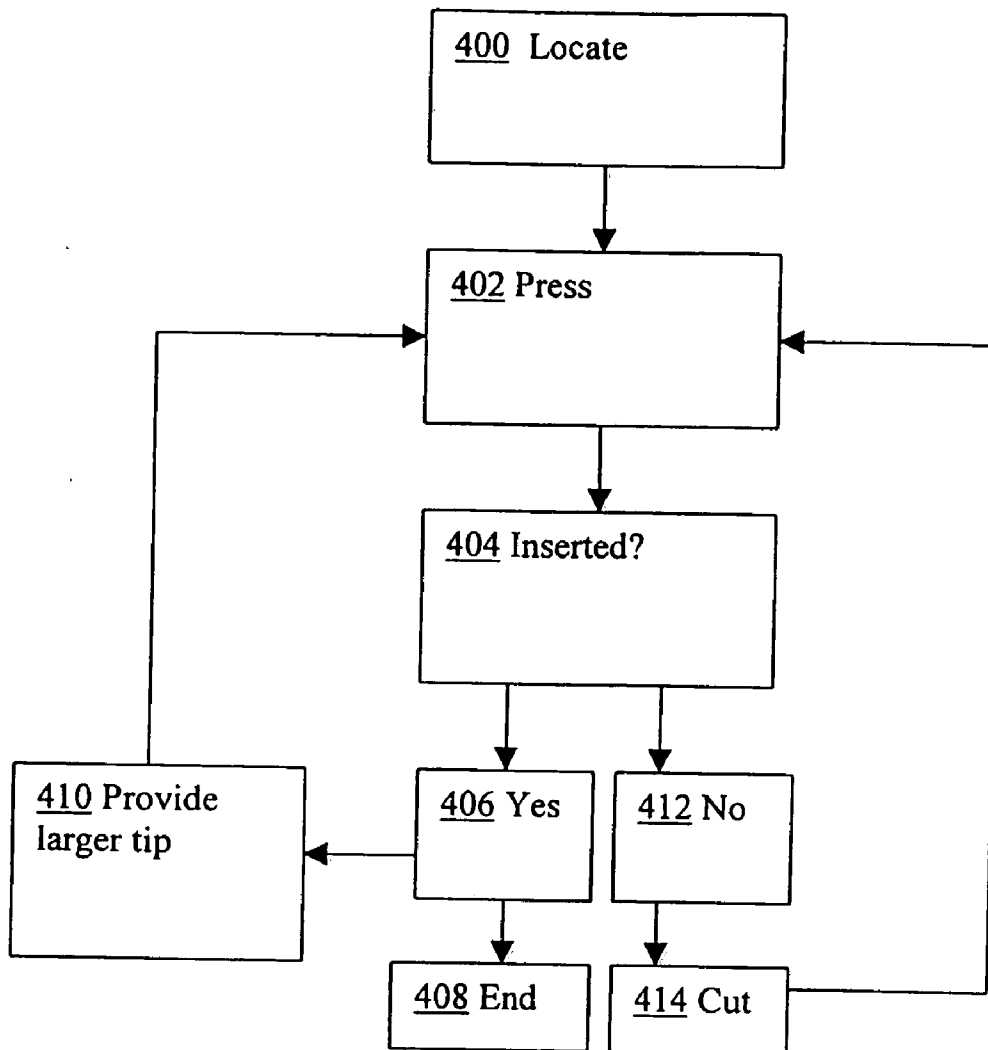 400 Locate
402 Press
404 Inserted?
410 Provide
larger tip
406 Yes
412 No
408 End
414 Cut